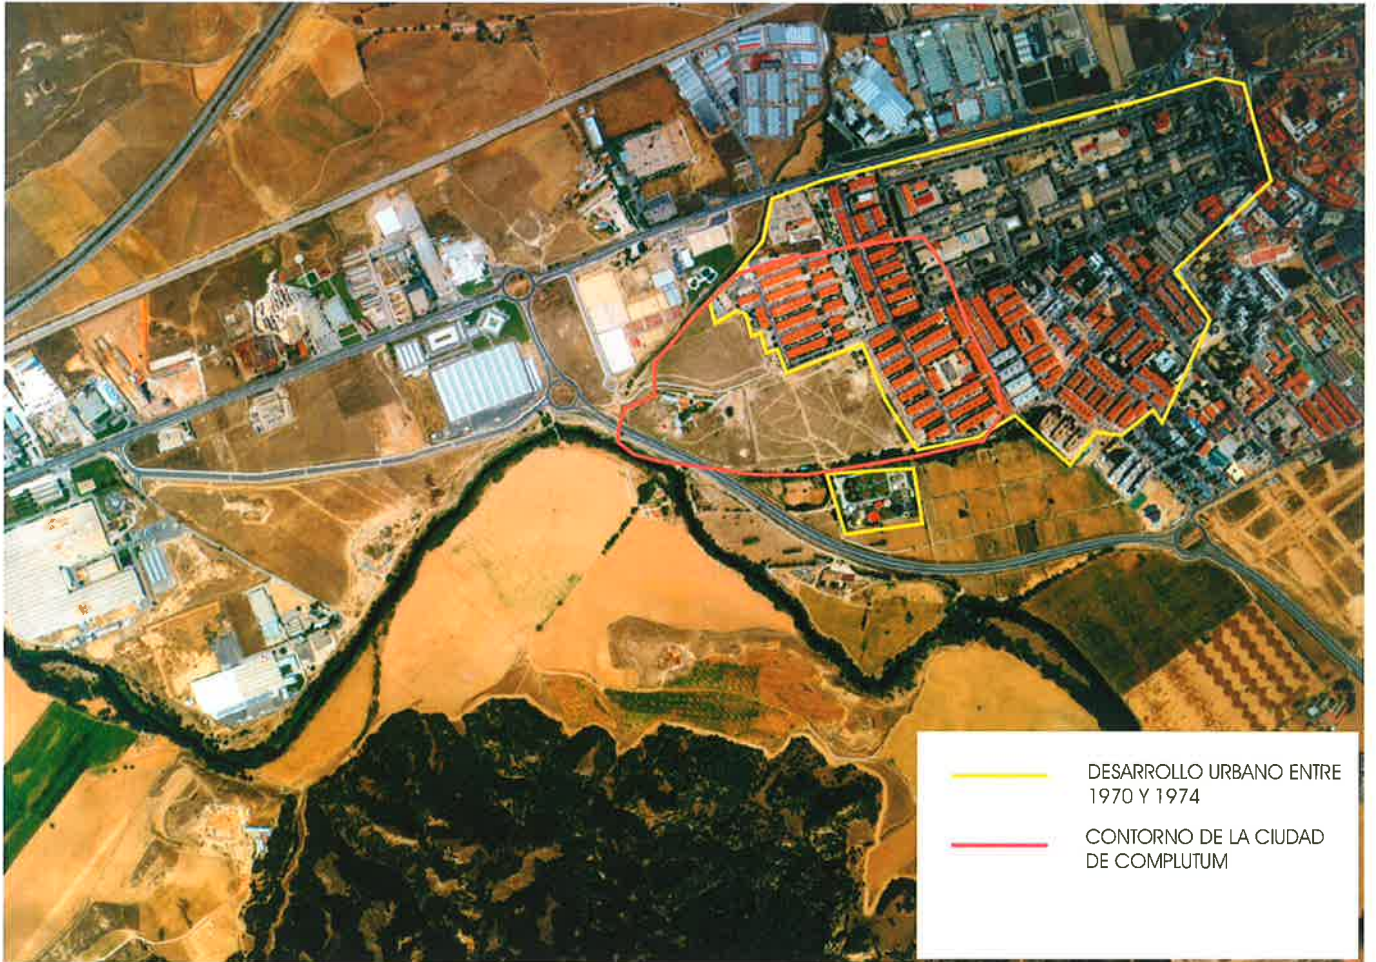 DESARROLLO URBANO ENTRE
1970 Y 1974
CONTORNO DE LA CIUDAD
DE COMPLUTUM